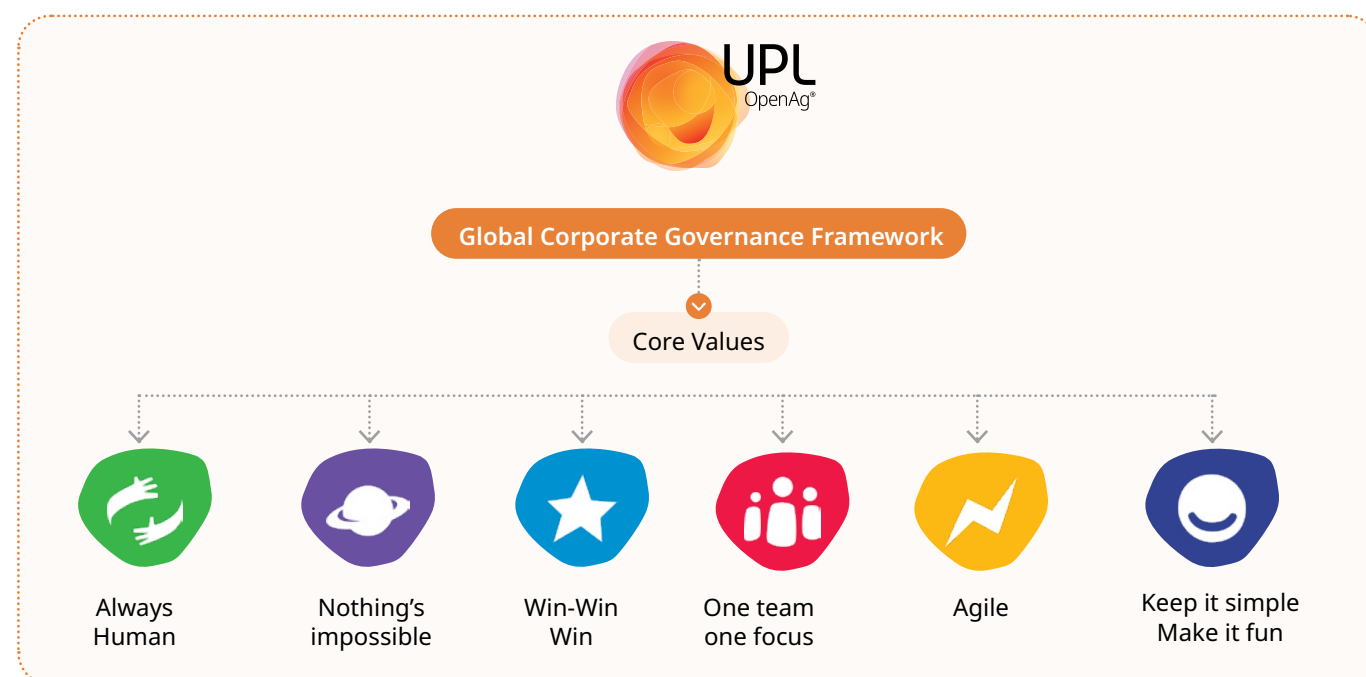 UPL
OpenAg®
Global Corporate Governance Framework
Core Values
Always
Human
Nothing’s
impossible
Win-Win
Win
One team
one focus
Agile
Keep it simple
Make it fun